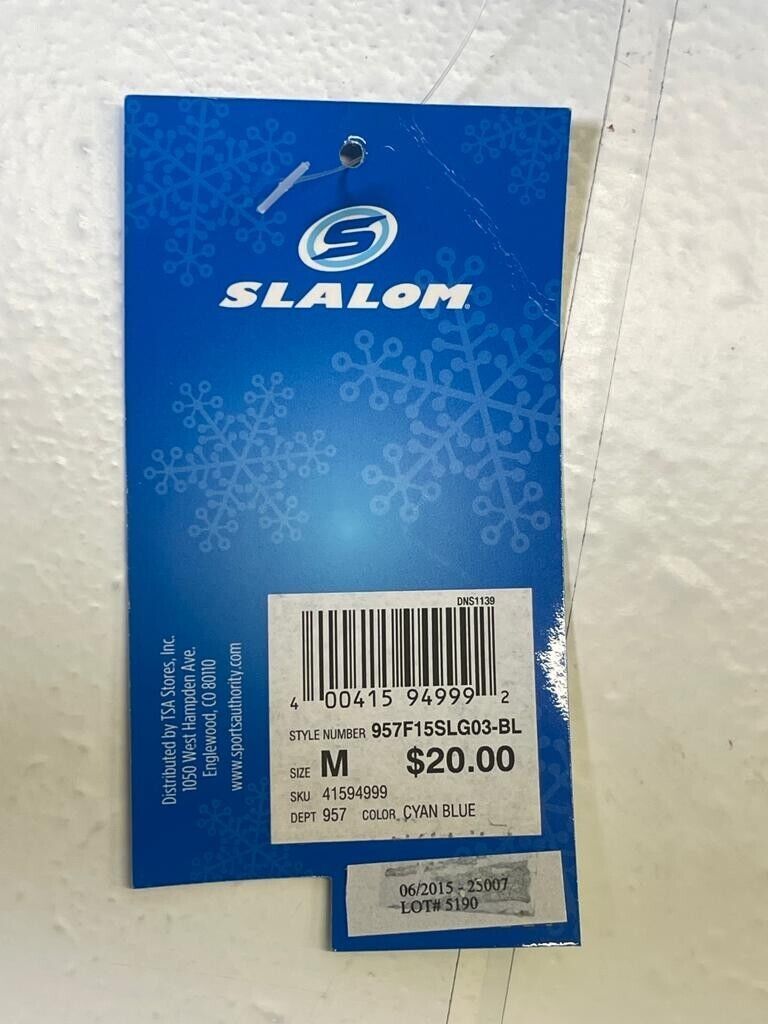 S
SLALOM®
Distributed by TSA Stores, Inc.
1050 West Hampden Ave.
Englewood, CO 80110
www.sportsauthority.com
DNS1139
4 00415 94999 2
STYLE NUMBER 957F15SLG03-BL
SIZE M $20.00
SKU 41594999
DEPT 957 COLOR CYAN BLUE
06/2015 - 25007
LOT# 5190